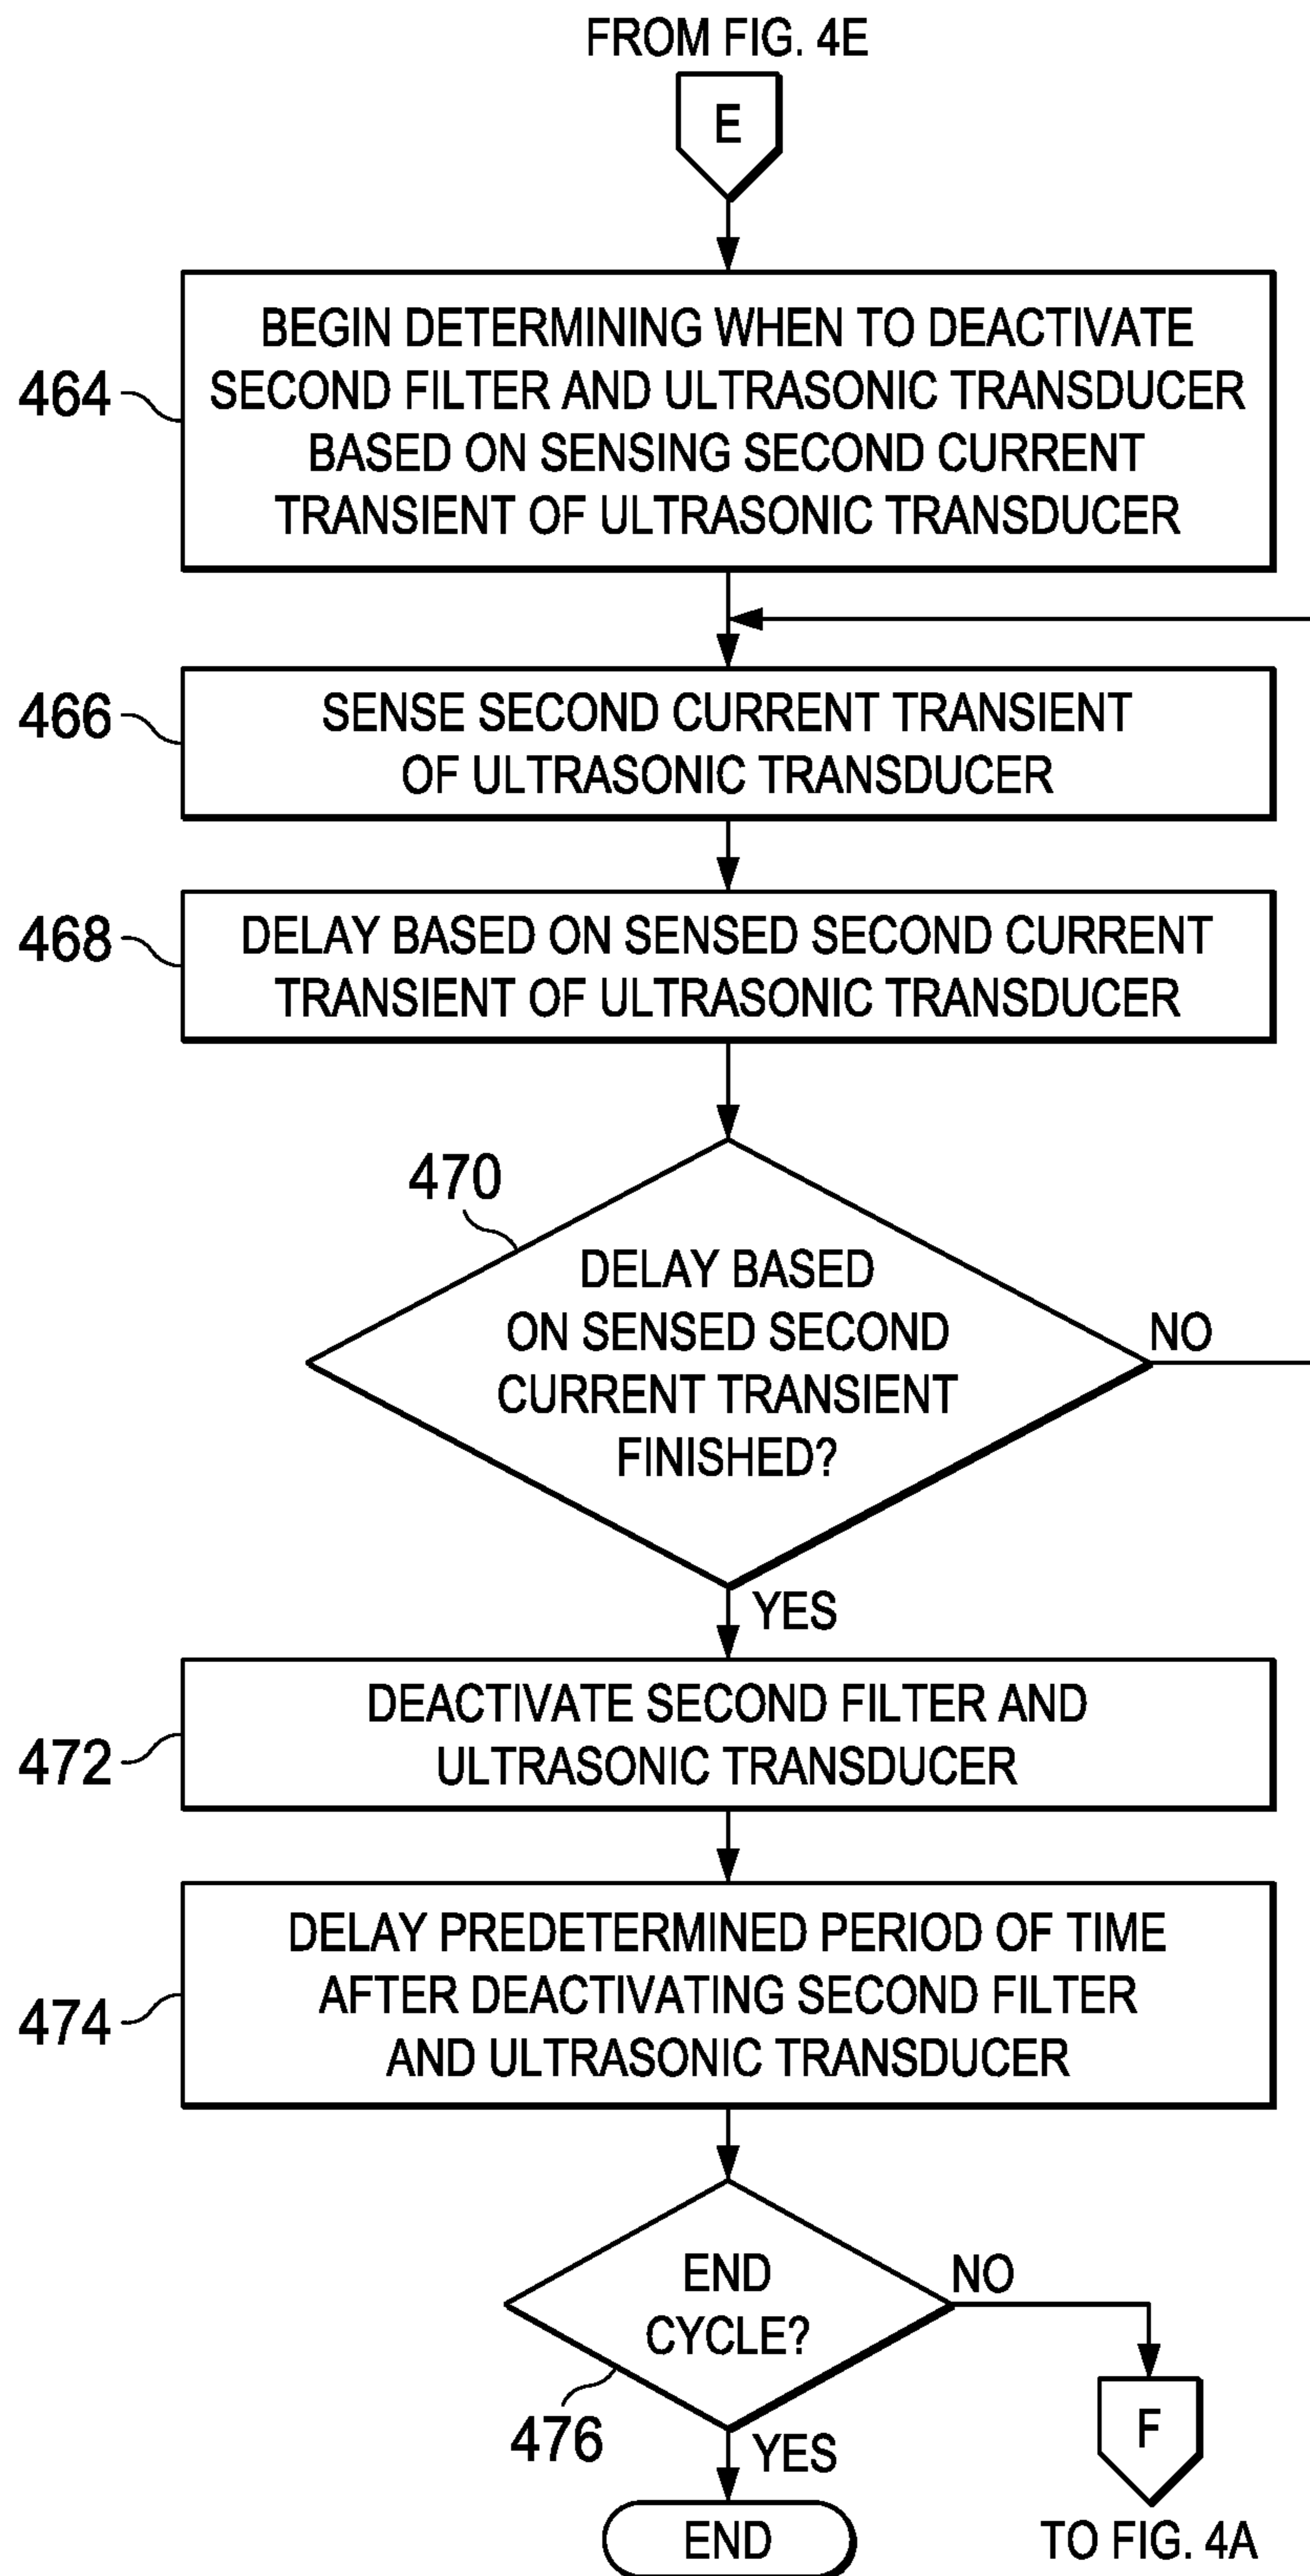 FROM FIG. 4E
E
464
BEGIN DETERMINING WHEN TO DEACTIVATE
SECOND FILTER AND ULTRASONIC TRANSDUCER
BASED ON SENSING SECOND CURRENT
TRANSIENT OF ULTRASONIC TRANSDUCER
466
SENSE SECOND CURRENT TRANSIENT
OF ULTRASONIC TRANSDUCER
468
DELAY BASED ON SENSED SECOND CURRENT
TRANSIENT OF ULTRASONIC TRANSDUCER
470
DELAY BASED
ON SENSED SECOND
CURRENT TRANSIENT
FINISHED?
NO
YES
472
DEACTIVATE SECOND FILTER AND
ULTRASONIC TRANSDUCER
474
DELAY PREDETERMINED PERIOD OF TIME
AFTER DEACTIVATING SECOND FILTER
AND ULTRASONIC TRANSDUCER
END
CYCLE?
NO
476
YES
F
END
TO FIG. 4A